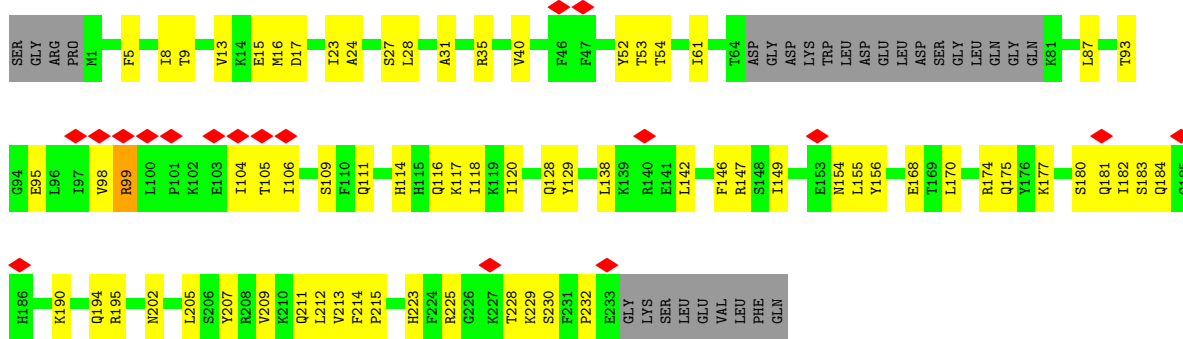 SER GLY ARG PRO M1 F5 I8 T9 V13 K14 E15 M16 D17 I23 A24 S27 L28 A31 R35 V40 F46 F47 Y52 T53 T54 I61 T64 ASP GLY ASP LYS TRP LEU ASP GLU LEU ASP SER GLY LEU GLN GLY GLN K81 L87 T93
G94 E95 L96 I97 V98 R99 L100 P101 K102 E103 I104 T105 I106 S109 F110 Q111 H114 H115 Q116 K117 I118 K119 I120 Q128 Y129 L138 K139 R140 E141 L142 F146 R147 S148 I149 E153 N154 L155 Y156 E168 T169 L170 R174 Q175 Y176 K177 S180 Q181 I182 S183 Q184
H186 K190 Q194 R195 N202 L205 S206 Y207 R208 V209 K210 Q211 L212 V213 F214 P215 H223 F224 R225 G226 K227 T228 K229 S230 F231 P232 E233 GLY LYS SER LEU GLU VAL LEU PHE GLN